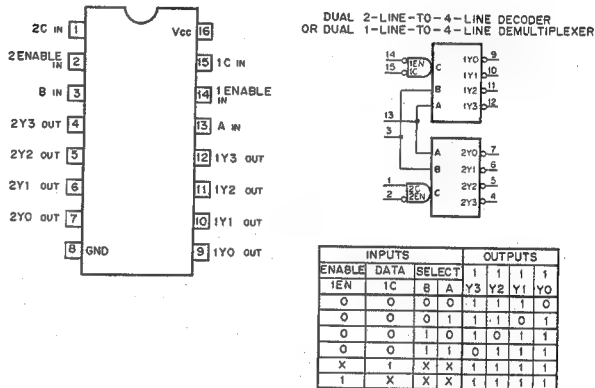 DUAL 2-LINE-TO-4-LINE DECODER
OR DUAL 1-LINE-TO-4-LINE DEMULTIPLEXER
2C IN 1
Vcc 16
2ENABLE IN 2
15 1C IN
B IN 3
14 1 ENABLE IN
2Y3 OUT 4
13 A IN
2Y2 OUT 5
12 1Y3 OUT
2Y1 OUT 6
11 1Y2 OUT
2Y0 OUT 7
10 1Y1 OUT
8 GND
9 1Y0 OUT
14 1EN
15 1C
C
B
A
1Y0 9
1Y1 10
1Y2 11
1Y3 12
13
3
A
B
C
1 2C
2 2EN
2Y0 7
2Y1 6
2Y2 5
2Y3 4
INPUTS OUTPUTS
ENABLE DATA SELECT 1 1 1 1
1EN 1C B A Y3 Y2 Y1 Y0
0 0 0 0 1 1 1 0
0 0 0 1 1 1 0 1
0 0 1 0 1 0 1 1
0 0 1 1 0 1 1 1
X 1 X X 1 1 1 1
1 X X X 1 1 1 1